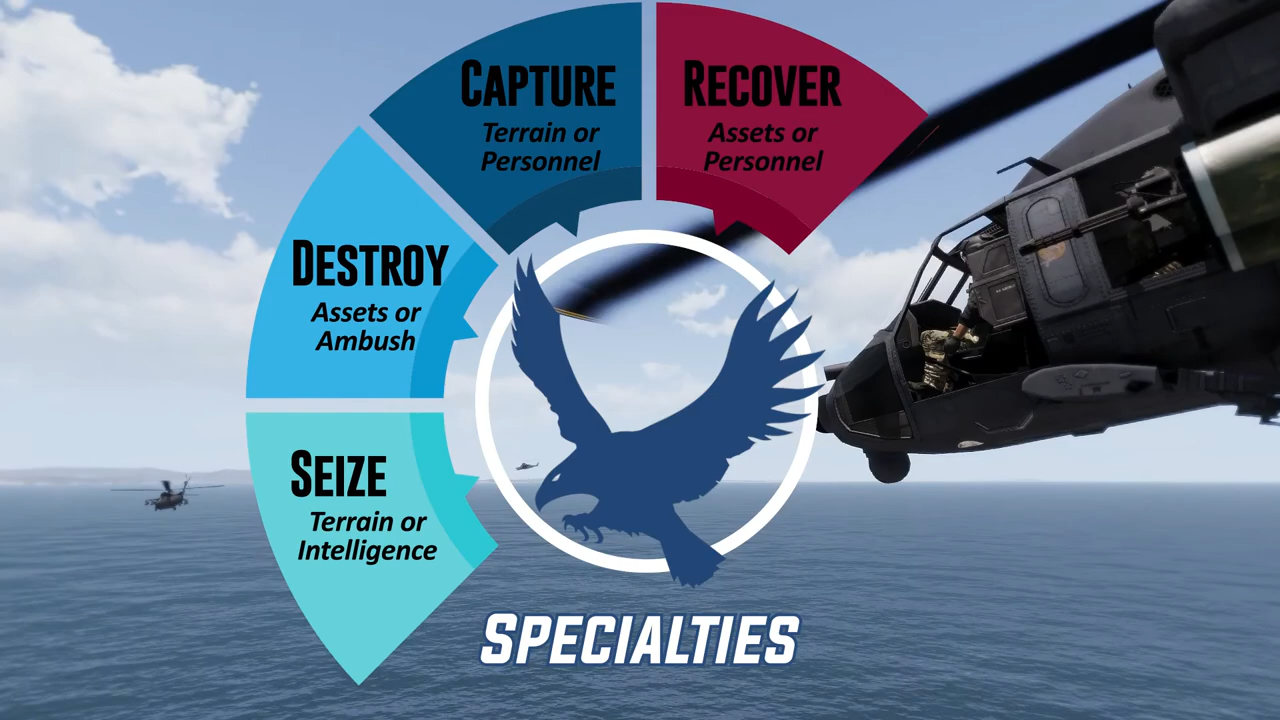 CAPTURE
Terrain or
Personnel
RECOVER
Assets or
Personnel
DESTROY
Assets or
Ambush
SEIZE
Terrain or
Intelligence
SPECIALTIES